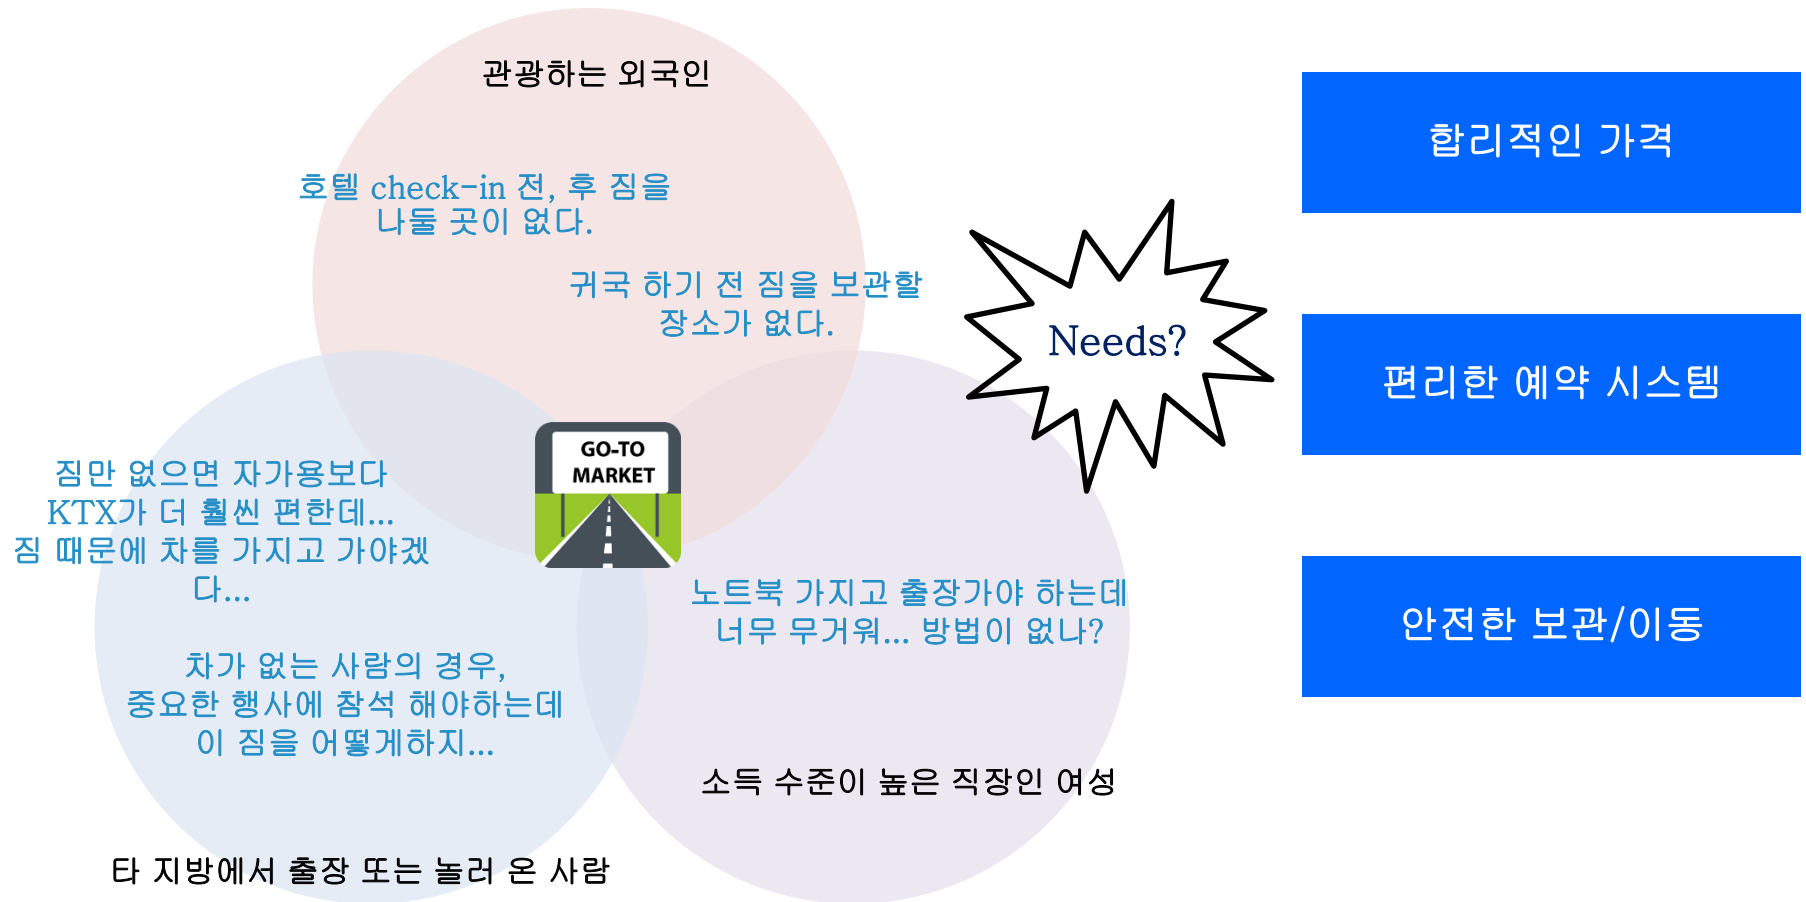 관광하는 외국인
호텔 check-in 전, 후 짐을
나둘 곳이 없다.
귀국 하기 전 짐을 보관할
장소가 없다.
GO-TO
MARKET
짐만 없으면 자가용보다
KTX가 더 훨씬 편한데...
짐 때문에 차를 가지고 가야겠
다...
차가 없는 사람의 경우,
중요한 행사에 참석 해야하는데
이 짐을 어떻게하지...
타 지방에서 출장 또는 놀러 온 사람
노트북 가지고 출장가야 하는데
너무 무거워... 방법이 없나?
소득 수준이 높은 직장인 여성
Needs?
합리적인 가격
편리한 예약 시스템
안전한 보관/이동